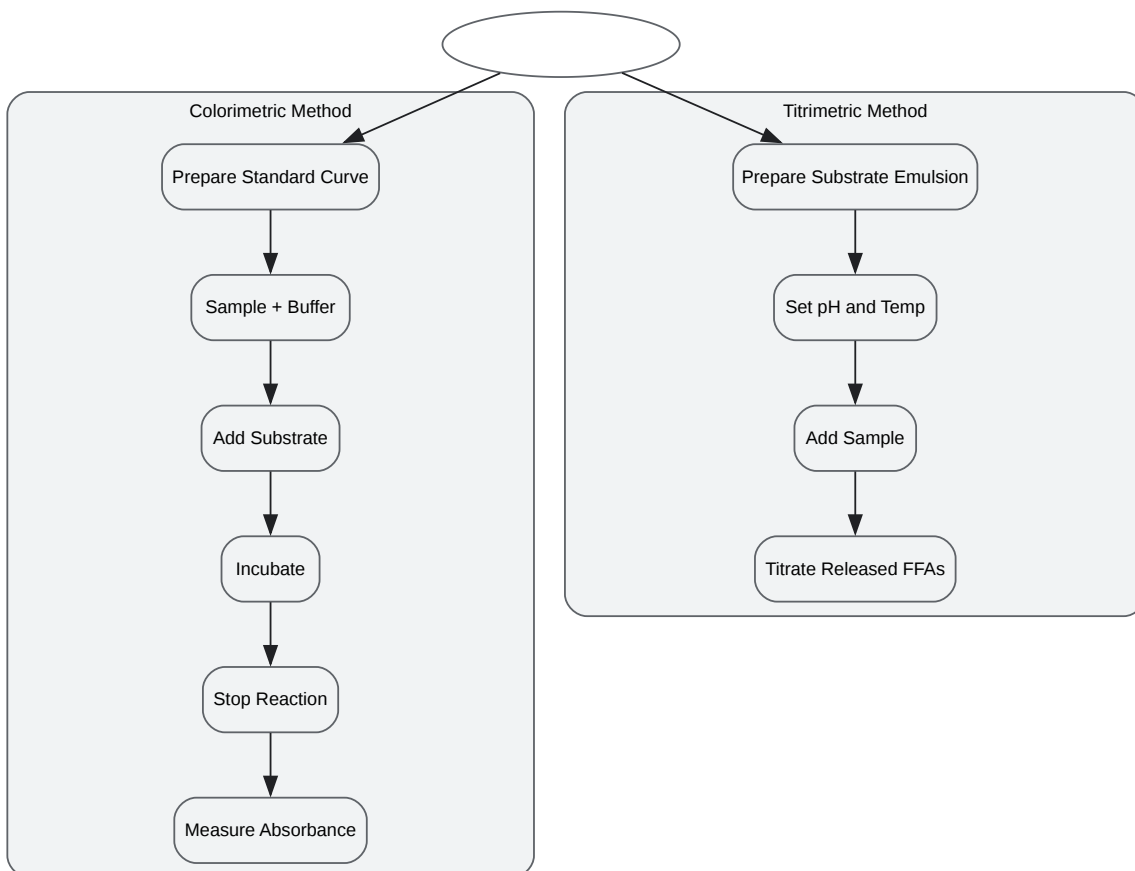 Colorimetric Method
Prepare Standard Curve
Sample + Buffer
Add Substrate
Incubate
Stop Reaction
Measure Absorbance
Titrimetric Method
Prepare Substrate Emulsion
Set pH and Temp
Add Sample
Titrate Released FFAs